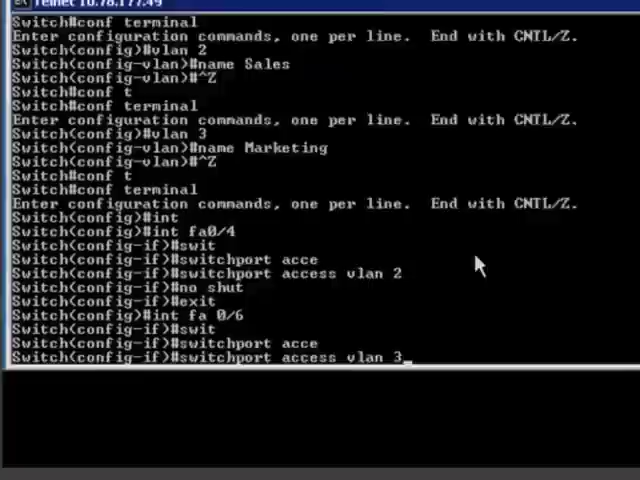 Telnet 10.78.177.49
Switch#conf terminal
Enter configuration commands, one per line.  End with CNTL/Z.
Switch(config)#vlan 2
Switch(config-vlan)#name Sales
Switch(config-vlan)#^Z
Switch#conf t
Switch#conf terminal
Enter configuration commands, one per line.  End with CNTL/Z.
Switch(config)#vlan 3
Switch(config-vlan)#name Marketing
Switch(config-vlan)#^Z
Switch#conf t
Switch#conf terminal
Enter configuration commands, one per line.  End with CNTL/Z.
Switch(config)#int
Switch(config)#int fa0/4
Switch(config-if)#swit
Switch(config-if)#switchport acce
Switch(config-if)#switchport access vlan 2
Switch(config-if)#no shut
Switch(config-if)#exit
Switch(config)#int fa 0/6
Switch(config-if)#swit
Switch(config-if)#switchport acce
Switch(config-if)#switchport access vlan 3_